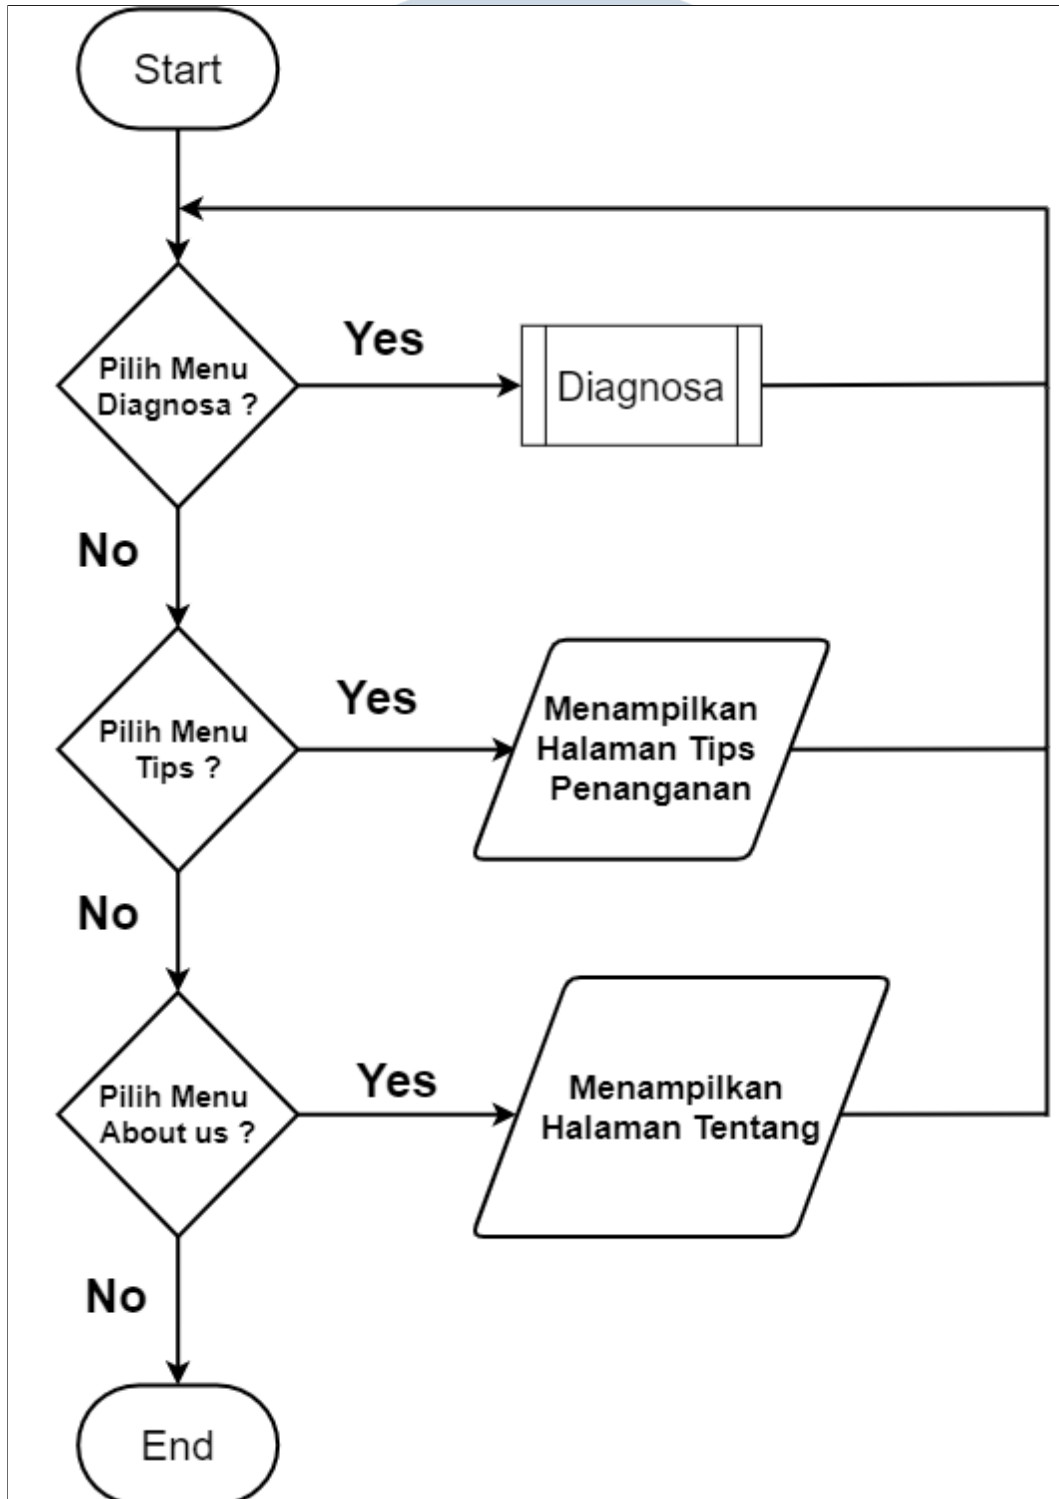 Start
Pilih Menu
Diagnosa ?
Yes
Diagnosa
No
Pilih Menu
Tips ?
Yes
Menampilkan
Halaman Tips
Penanganan
No
Pilih Menu
About us ?
Yes
Menampilkan
Halaman Tentang
No
End